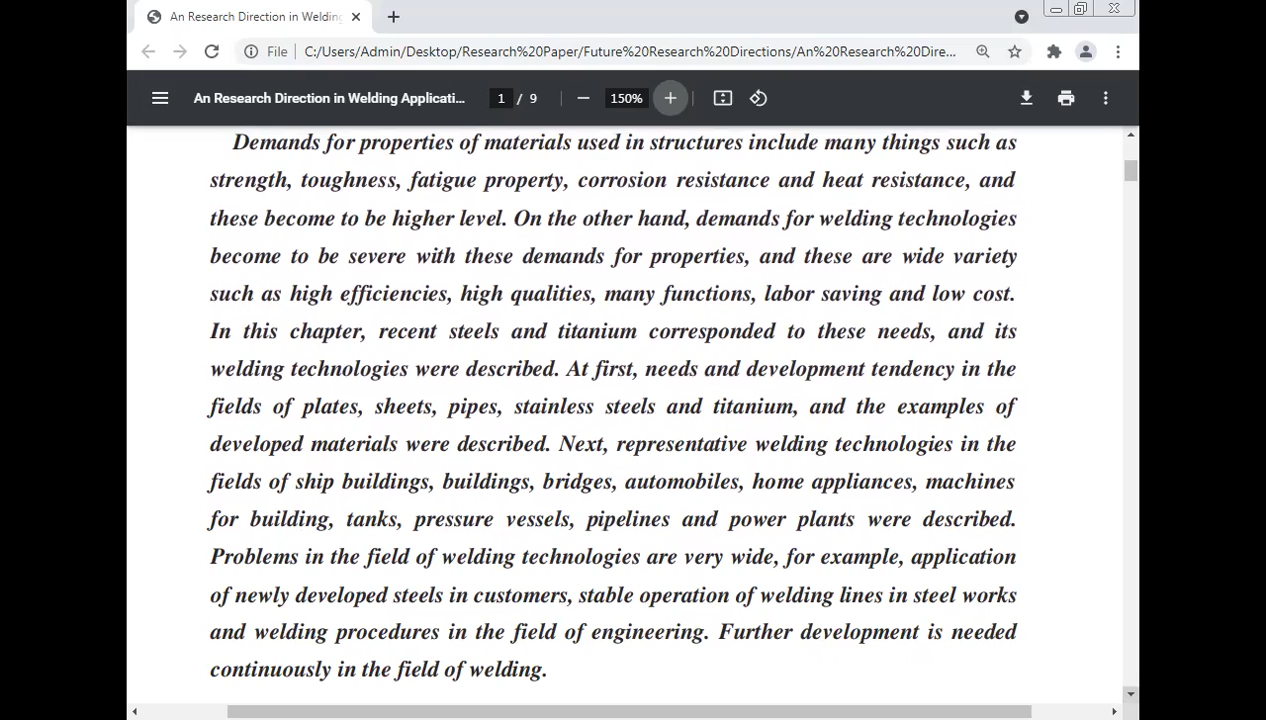 An Research Direction in Welding
File
C:/Users/Admin/Desktop/Research%20Paper/Future%20Research%20Directions/An%20Research%20Dire...
An Research Direction in Welding Applicati...
1 / 9
150%
Demands for properties of materials used in structures include many things such as
strength, toughness, fatigue property, corrosion resistance and heat resistance, and
these become to be higher level. On the other hand, demands for welding technologies
become to be severe with these demands for properties, and these are wide variety
such as high efficiencies, high qualities, many functions, labor saving and low cost.
In this chapter, recent steels and titanium corresponded to these needs, and its
welding technologies were described. At first, needs and development tendency in the
fields of plates, sheets, pipes, stainless steels and titanium, and the examples of
developed materials were described. Next, representative welding technologies in the
fields of ship buildings, buildings, bridges, automobiles, home appliances, machines
for building, tanks, pressure vessels, pipelines and power plants were described.
Problems in the field of welding technologies are very wide, for example, application
of newly developed steels in customers, stable operation of welding lines in steel works
and welding procedures in the field of engineering. Further development is needed
continuously in the field of welding.